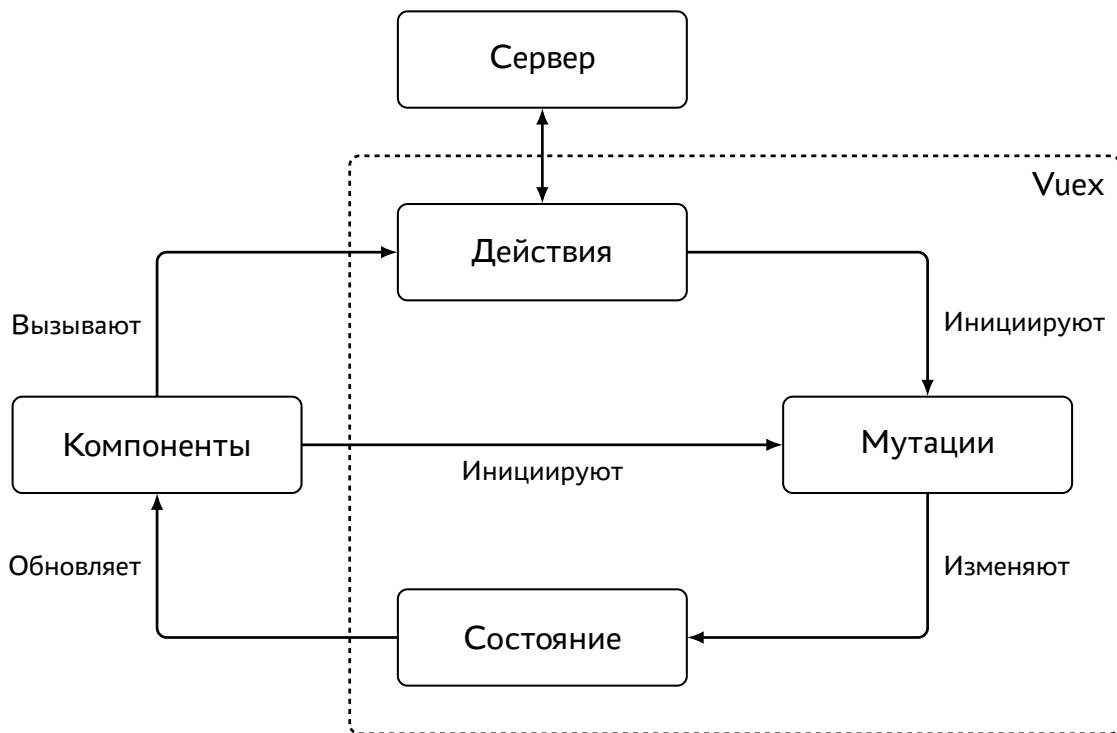 Сервер
Vuex
Действия
Вызывают
Инициируют
Компоненты
Инициируют
Мутации
Обновляет
Изменяют
Состояние